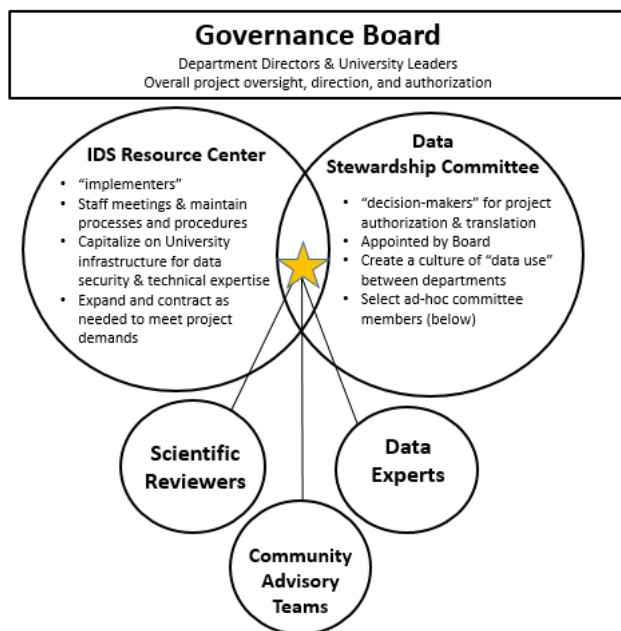 Governance Board
Department Directors & University Leaders
Overall project oversight, direction, and authorization
IDS Resource Center
• “implementers”
• Staff meetings & maintain
processes and procedures
• Capitalize on University
infrastructure for data
security & technical expertise
• Expand and contract as
needed to meet project
demands
Data
Stewardship Committee
• “decision-makers” for project
authorization & translation
• Appointed by Board
• Create a culture of “data use”
between departments
• Select ad-hoc committee
members (below)
Scientific
Reviewers
Data
Experts
Community
Advisory
Teams